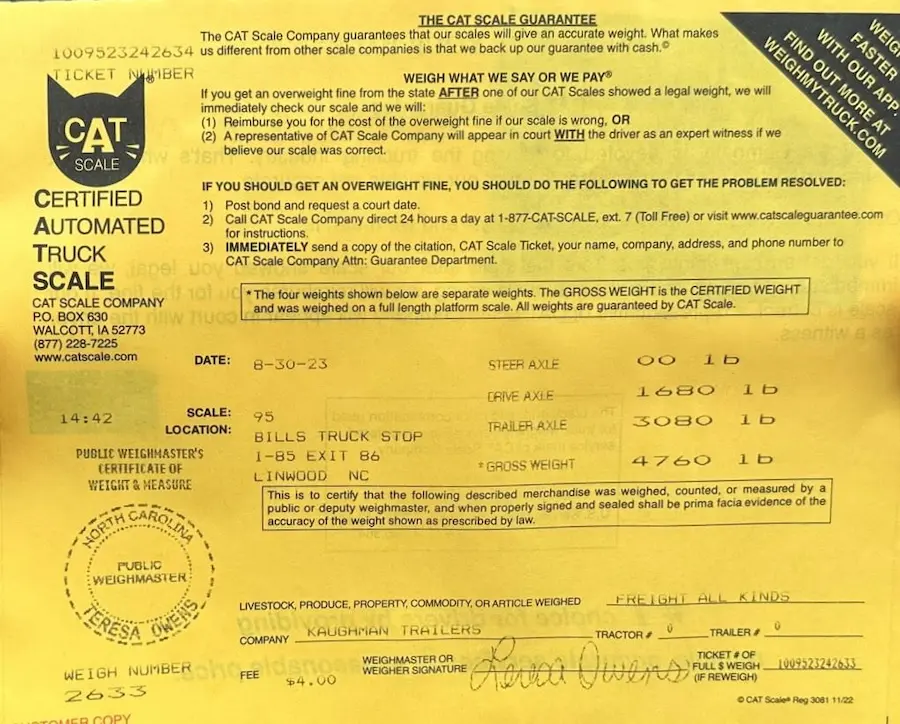 THE CAT SCALE GUARANTEE
The CAT Scale Company guarantees that our scales will give an accurate weight. What makes
us different from other scale companies is that we back up our guarantee with cash.©
WEIGH
FASTER
WITH OUR APP.
FIND OUT MORE AT
WEIGHMYTRUCK.COM
1009523242634
TICKET NUMBER
WEIGH WHAT WE SAY OR WE PAY®
If you get an overweight fine from the state AFTER one of our CAT Scales showed a legal weight, we will
immediately check our scale and we will:
(1) Reimburse you for the cost of the overweight fine if our scale is wrong, OR
(2) A representative of CAT Scale Company will appear in court WITH the driver as an expert witness if we
believe our scale was correct.
®
CAT
SCALE
IF YOU SHOULD GET AN OVERWEIGHT FINE, YOU SHOULD DO THE FOLLOWING TO GET THE PROBLEM RESOLVED:
1) Post bond and request a court date.
2) Call CAT Scale Company direct 24 hours a day at 1-877-CAT-SCALE, ext. 7 (Toll Free) or visit www.catscaleguarantee.com
for instructions.
3) IMMEDIATELY send a copy of the citation, CAT Scale Ticket, your name, company, address, and phone number to
CAT Scale Company Attn: Guarantee Department.
CERTIFIED
AUTOMATED
TRUCK
SCALE
CAT SCALE COMPANY
P.O. BOX 630
WALCOTT, IA 52773
(877) 228-7225
www.catscale.com
* The four weights shown below are separate weights. The GROSS WEIGHT is the CERTIFIED WEIGHT
and was weighed on a full length platform scale. All weights are guaranteed by CAT Scale.
DATE: 8-30-23
STEER AXLE 00 lb
DRIVE AXLE 1680 lb
TRAILER AXLE 3080 lb
*GROSS WEIGHT 4760 lb
14:42
SCALE: 95
LOCATION: BILLS TRUCK STOP
I-85 EXIT 86
LINWOOD NC
PUBLIC WEIGHMASTER'S
CERTIFICATE OF
WEIGHT & MEASURE
This is to certify that the following described merchandise was weighed, counted, or measured by a
public or deputy weighmaster, and when properly signed and sealed shall be prima facia evidence of the
accuracy of the weight shown as prescribed by law.
NORTH CAROLINA
PUBLIC
WEIGHMASTER
TERESA OWENS
LIVESTOCK, PRODUCE, PROPERTY, COMMODITY, OR ARTICLE WEIGHED FREIGHT ALL KINDS
COMPANY KAUGHMAN TRAILERS TRACTOR # 0 TRAILER # 0
WEIGH NUMBER
2633
FEE $4.00
WEIGHMASTER OR
WEIGHER SIGNATURE
Teresa Owens
TICKET # OF
FULL $ WEIGH 1009523242633
(IF REWEIGH)
© CAT Scale® Reg 3081 11/22
CUSTOMER COPY